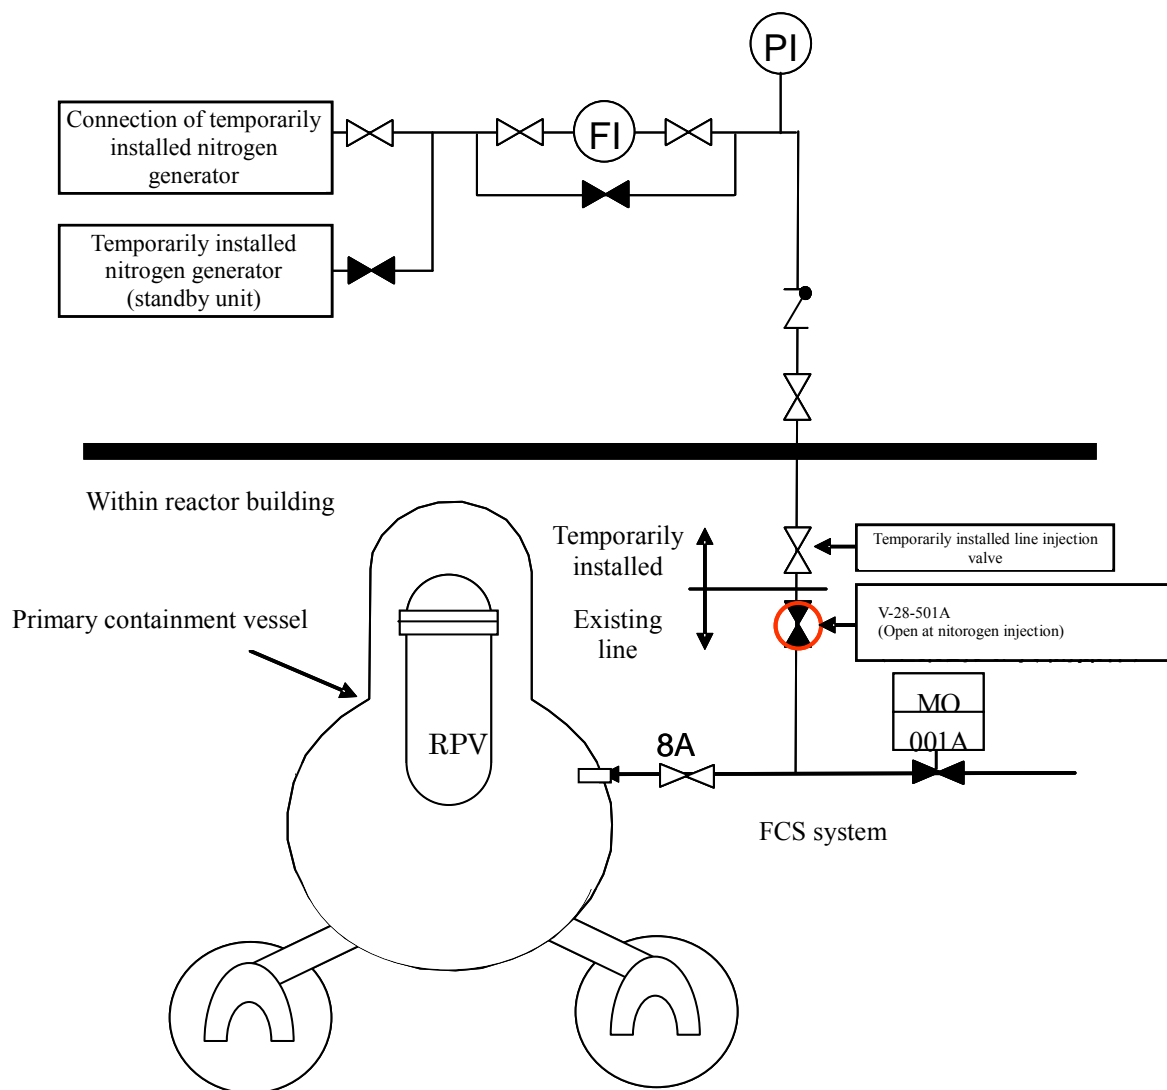 PI
Connection of temporarily
installed nitrogen
generator
FI
Temporarily installed
nitrogen generator
(standby unit)
Within reactor building
Temporarily
installed
Temporarily installed line injection
valve
Primary containment vessel
Existing
line
V-28-501A
(Open at nitorogen injection)
MO
001A
RPV
8A
FCS system